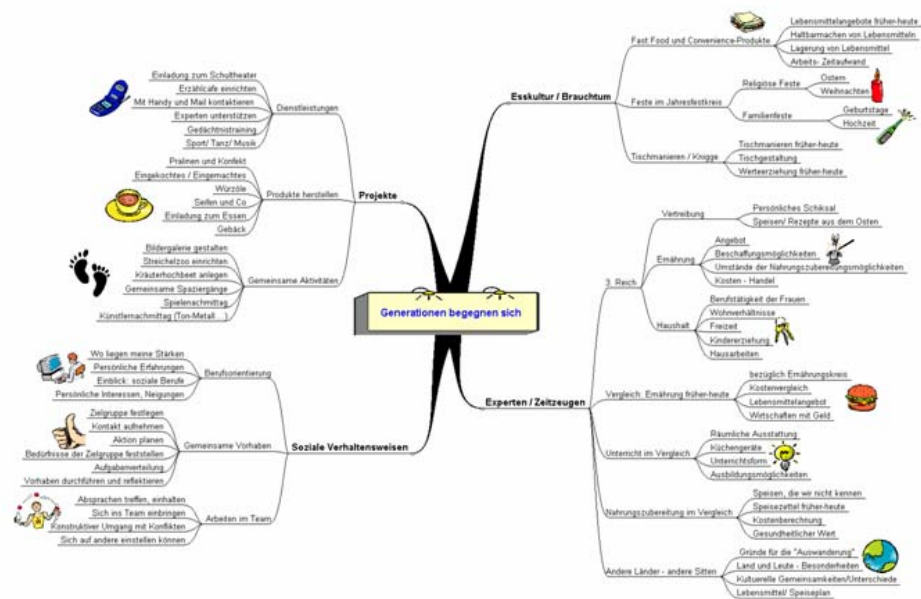 Generationen begegnen sich
Esskultur / Brauchtum
Fast Food und Convenience-Produkte
Lebensmittelangebote früher-heute
Haltbarmachen von Lebensmitteln
Lagerung von Lebensmittel
Arbeits- Zeitaufwand
Feste im Jahresfestkreis
Religiöse Feste
Ostern
Weihnachten
Familienfeste
Geburtstage
Hochzeit
Tischmanieren / Knigge
Tischmanieren früher-heute
Tischgestaltung
Werteerziehung früher-heute
Experten / Zeitzeugen
3. Reich
Vertreibung
Persönliches Schiksal
Speisen/ Rezepte aus dem Osten
Ernährung
Angebot
Beschaffungsmöglichkeiten
Umstände der Nahrungszubereitungsmöglichkeiten
Kosten - Handel
Haushalt
Berufstätigkeit der Frauen
Wohnverhältnisse
Freizeit
Kindererziehung
Hausarbeiten
Vergleich: Ernährung früher-heute
bezüglich Ernährungskreis
Kostenvergleich
Lebensmittelangebot
Wirtschaften mit Geld
Unterricht im Vergleich
Räumliche Ausstattung
Küchengeräte
Unterrichtsform
Ausbildungsmöglichkeiten
Nahrungszubereitung im Vergleich
Speisen, die wir nicht kennen
Speisezettel früher-heute
Kostenberechnung
Gesundheitlicher Wert
Andere Länder - andere Sitten
Gründe für die "Auswanderung"
Land und Leute - Besonderheiten
Kulturelle Gemeinsamkeiten/Unterschiede
Lebensmittel/ Speiseplan
Projekte
Dienstleistungen
Einladung zum Schultheater
Erzählcafe einrichten
Mit Handy und Mail kontaktieren
Experten unterstützen
Gedächtnistraining
Sport/ Tanz/ Musik
Produkte herstellen
Pralinen und Konfekt
Eingekochtes / Eingemachtes
Würzöle
Seifen und Co
Einladung zum Essen
Gebäck
Gemeinsame Aktivitäten
Bildergalerie gestalten
Streichelzoo einrichten
Kräuterhochbeet anlegen
Gemeinsame Spaziergänge
Spielenachmittag
Künstlernachmittag (Ton-Metall ...)
Soziale Verhaltensweisen
Berufsorientierung
Wo liegen meine Stärken
Persönliche Erfahrungen
Einblick: soziale Berufe
Persönliche Interessen, Neigungen
Gemeinsame Vorhaben
Zielgruppe festlegen
Kontakt aufnehmen
Aktion planen
Bedürfnisse der Zielgruppe feststellen
Aufgabenverteilung
Vorhaben durchführen und reflektieren
Arbeiten im Team
Absprachen treffen, einhalten
Sich ins Team einbringen
Konstruktiver Umgang mit Konflikten
Sich auf andere einstellen können